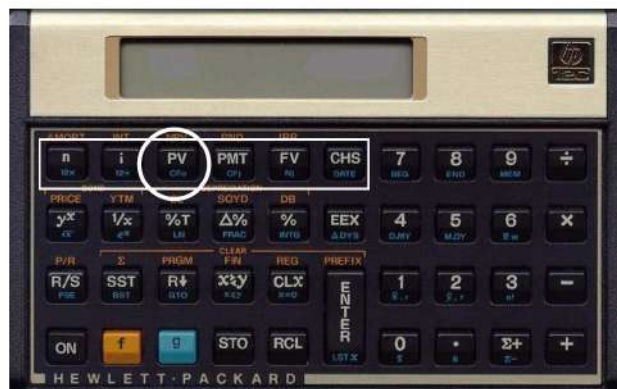 hp
12C
AMORT INT NPV RND IRR
n i PV PMT FV CHS 7 8 9 ÷
12× 12÷ CFo CFj Nj DATE BEG END MEM
PRICE YTM SOYD DB
yˣ 1/x %T Δ% % EEX 4 5 6 ×
eˣ LN FRAC INTG ΔDYS D.MY M.DY
P/R Σ PRGM FIN CLEAR REG PREFIX
R/S SST R↓ x≷y CLx ENTER 1 2 3 −
PSE BST GTO x≤y x=0 n!
ON f g STO RCL 0 · Σ+ +
LST X Σ−
HEWLETT·PACKARD